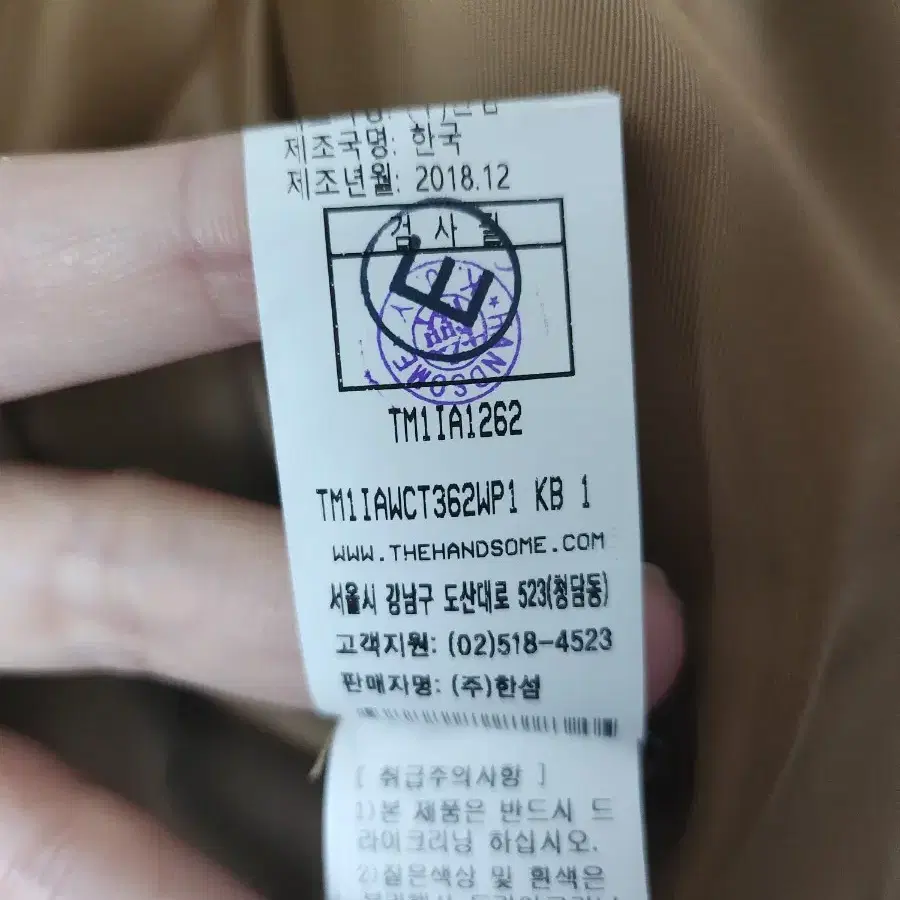 제조국명: 한국
제조년월: 2018.12
검 사 필
E
HANDSOME
TM1IA1262
TM1IAWCT362WP1 KB 1
WWW.THEHANDSOME.COM
서울시 강남구 도산대로 523(청담동)
고객지원: (02)518-4523
판매자명: (주)한섬
[ 취급주의사항 ]
1)본 제품은 반드시 드
라이크리닝 하십시오.
2)짙은색상 및 흰색은